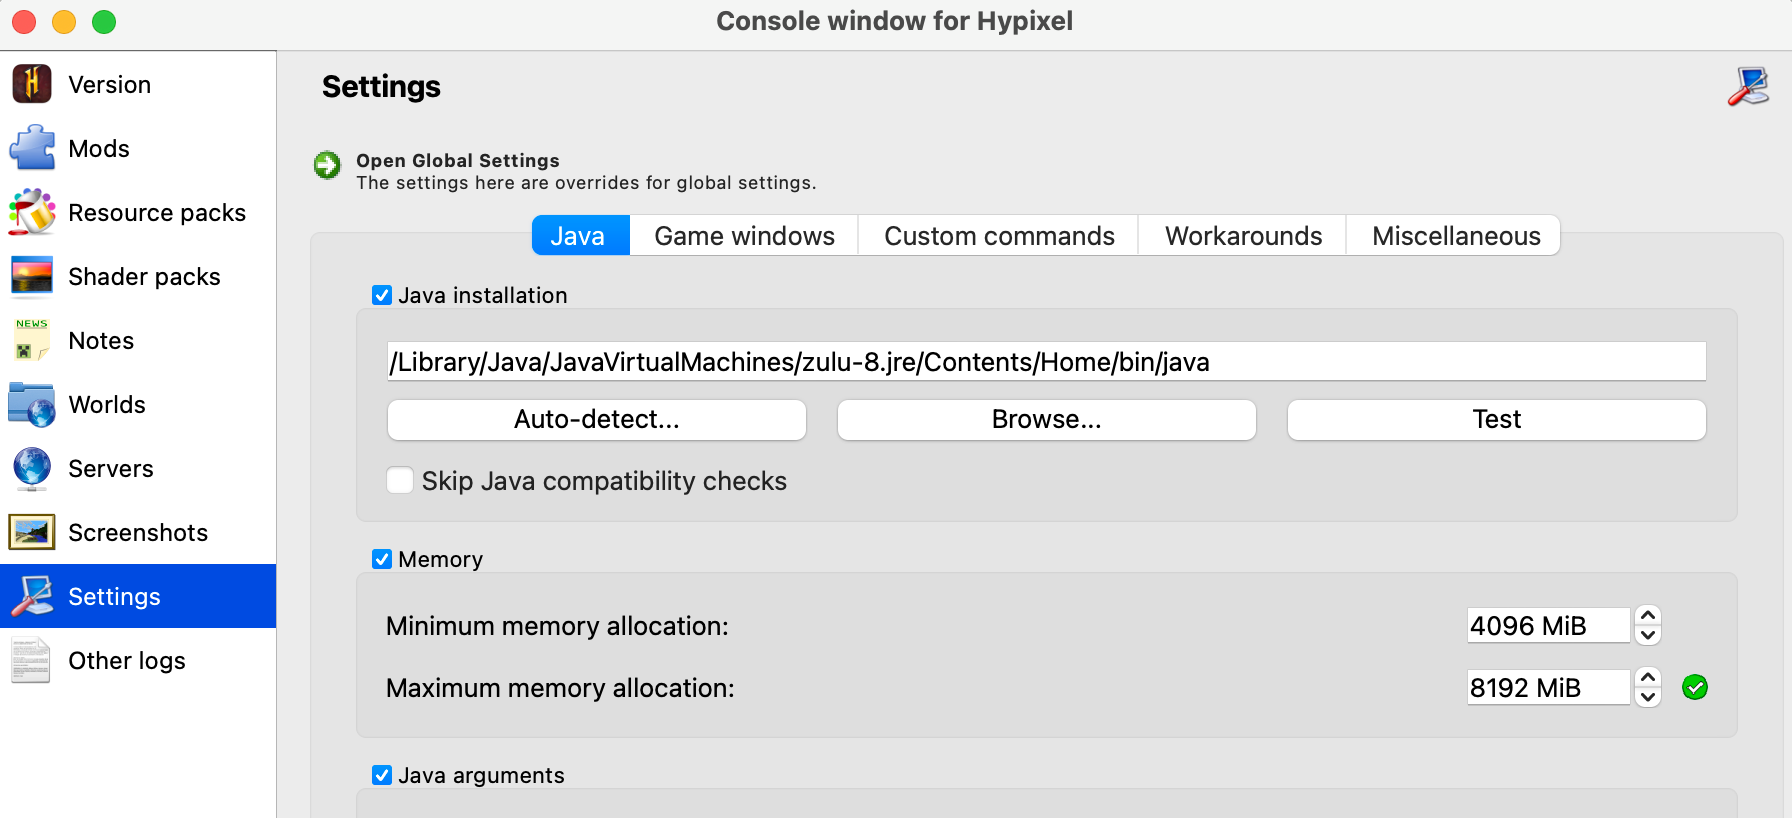 Console window for Hypixel
Version
Mods
Resource packs
Shader packs
NEWS
Notes
Worlds
Servers
Screenshots
Settings
Other logs
Settings
Open Global Settings
The settings here are overrides for global settings.
Java
Game windows
Custom commands
Workarounds
Miscellaneous
Java installation
/Library/Java/JavaVirtualMachines/zulu-8.jre/Contents/Home/bin/java
Auto-detect...
Browse...
Test
Skip Java compatibility checks
Memory
Minimum memory allocation:
4096 MiB
Maximum memory allocation:
8192 MiB
Java arguments